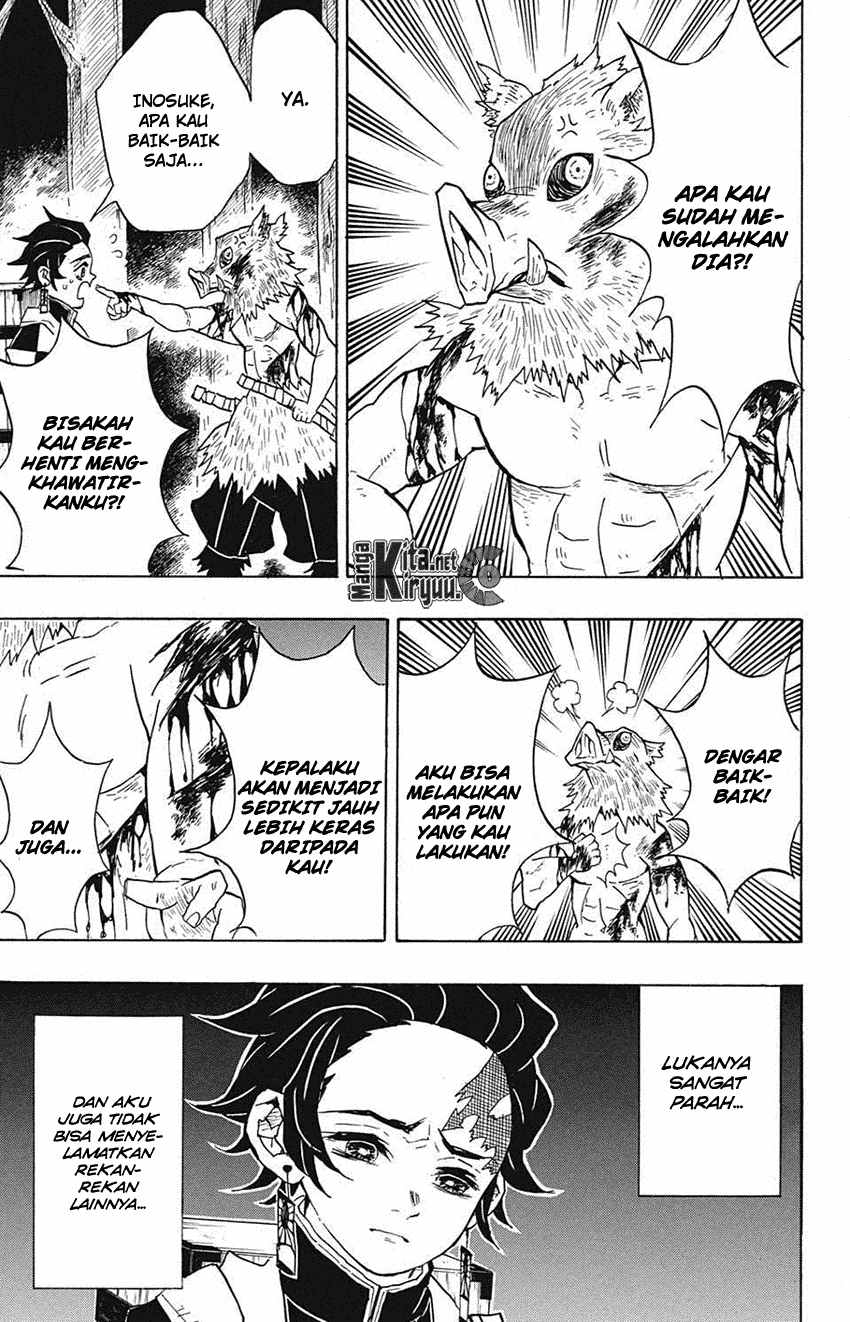 APA KAU
SUDAH ME-
NGALAHKAN
DIA?!
YA.
INOSUKE,
APA KAU
BAIK-BAIK
SAJA...
BISAKAH
KAU BER-
HENTI MENG-
KHAWATIR-
KANKU?!
MangaKita.net
Kiryuu.Co
DENGAR
BAIK-
BAIK!
AKU BISA
MELAKUKAN
APA PUN
YANG KAU
LAKUKAN!
KEPALAKU
AKAN MENJADI
SEDIKIT JAUH
LEBIH KERAS
DARIPADA
KAU!
DAN
JUGA...
LUKANYA
SANGAT
PARAH...
DAN AKU
JUGA TIDAK
BISA MENYE-
LAMATKAN
REKAN-
REKAN
LAINNYA...